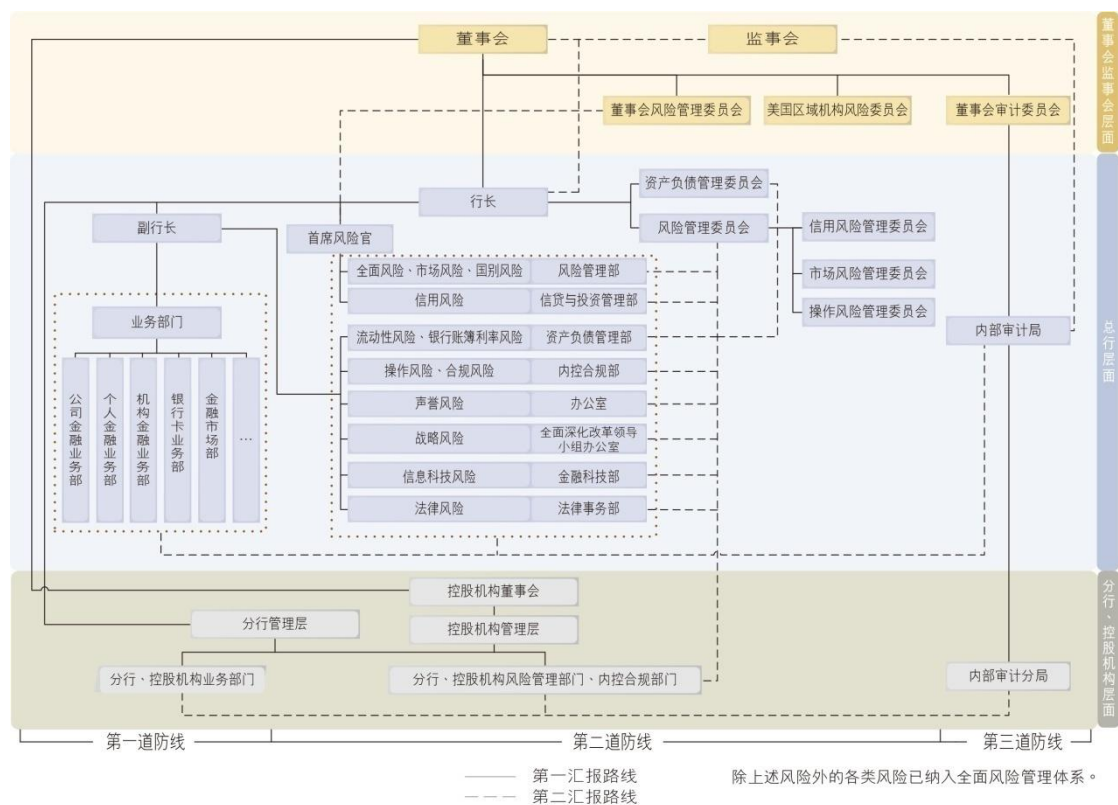 董事会
监事会
董事会风险管理委员会
美国区域机构风险委员会
董事会审计委员会
董事会监事会层面
行长
资产负债管理委员会
副行长
首席风险官
风险管理委员会
信用风险管理委员会
全面风险、市场风险、国别风险
风险管理部
市场风险管理委员会
信用风险
信贷与投资管理部
操作风险管理委员会
业务部门
流动性风险、银行账簿利率风险
资产负债管理部
内部审计局
操作风险、合规风险
内控合规部
公司金融业务部
个人金融业务部
机构金融业务部
银行卡业务部
金融市场部
…
声誉风险
办公室
战略风险
全面深化改革领导
小组办公室
信息科技风险
金融科技部
法律风险
法律事务部
总行层面
控股机构董事会
分行管理层
控股机构管理层
分行、控股机构业务部门
分行、控股机构风险管理部门、内控合规部门
内部审计分局
分行、控股机构层面
第一道防线
第二道防线
第三道防线
第一汇报路线
第二汇报路线
除上述风险外的各类风险已纳入全面风险管理体系。